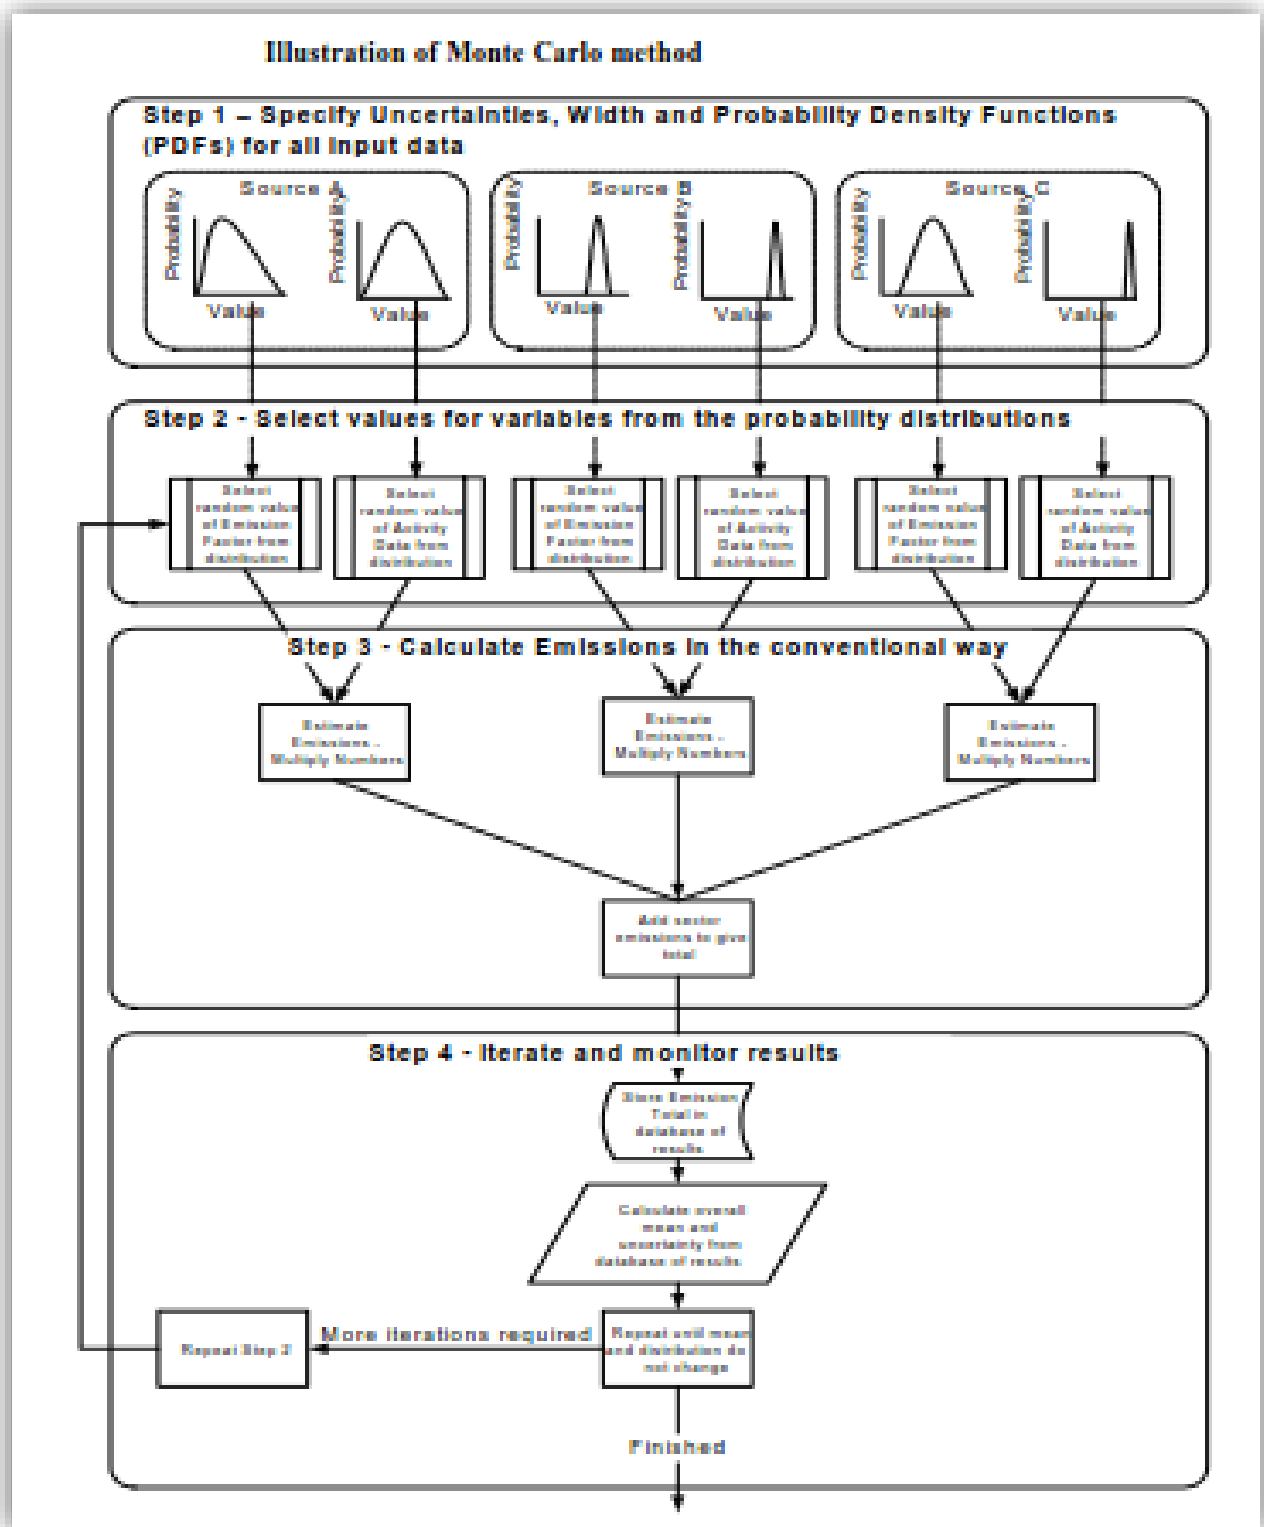 Illustration of Monte Carlo method
Step 1 – Specify Uncertainties, Width and Probability Density Functions
(PDFs) for all input data
Source A
Source B
Source C
Probability
Probability
Probability
Probability
Probability
Probability
Value
Value
Value
Value
Value
Value
Step 2 - Select values for variables from the probability distributions
Select
random value
of Emission
Factor from
distribution
Select
random value
of Activity
Data from
distribution
Select
random value
of Emission
Factor from
distribution
Select
random value
of Activity
Data from
distribution
Select
random value
of Emission
Factor from
distribution
Select
random value
of Activity
Data from
distribution
Step 3 - Calculate Emissions in the conventional way
Estimate
Emissions -
Multiply Numbers
Estimate
Emissions -
Multiply Numbers
Estimate
Emissions -
Multiply Numbers
Add sector
emissions to give
total
Step 4 - Iterate and monitor results
Store Emission
Total in
database of
results
Calculate overall
mean and
uncertainty from
database of results
Repeat Step 2
More iterations required
Repeat until mean
and distribution do
not change
Finished